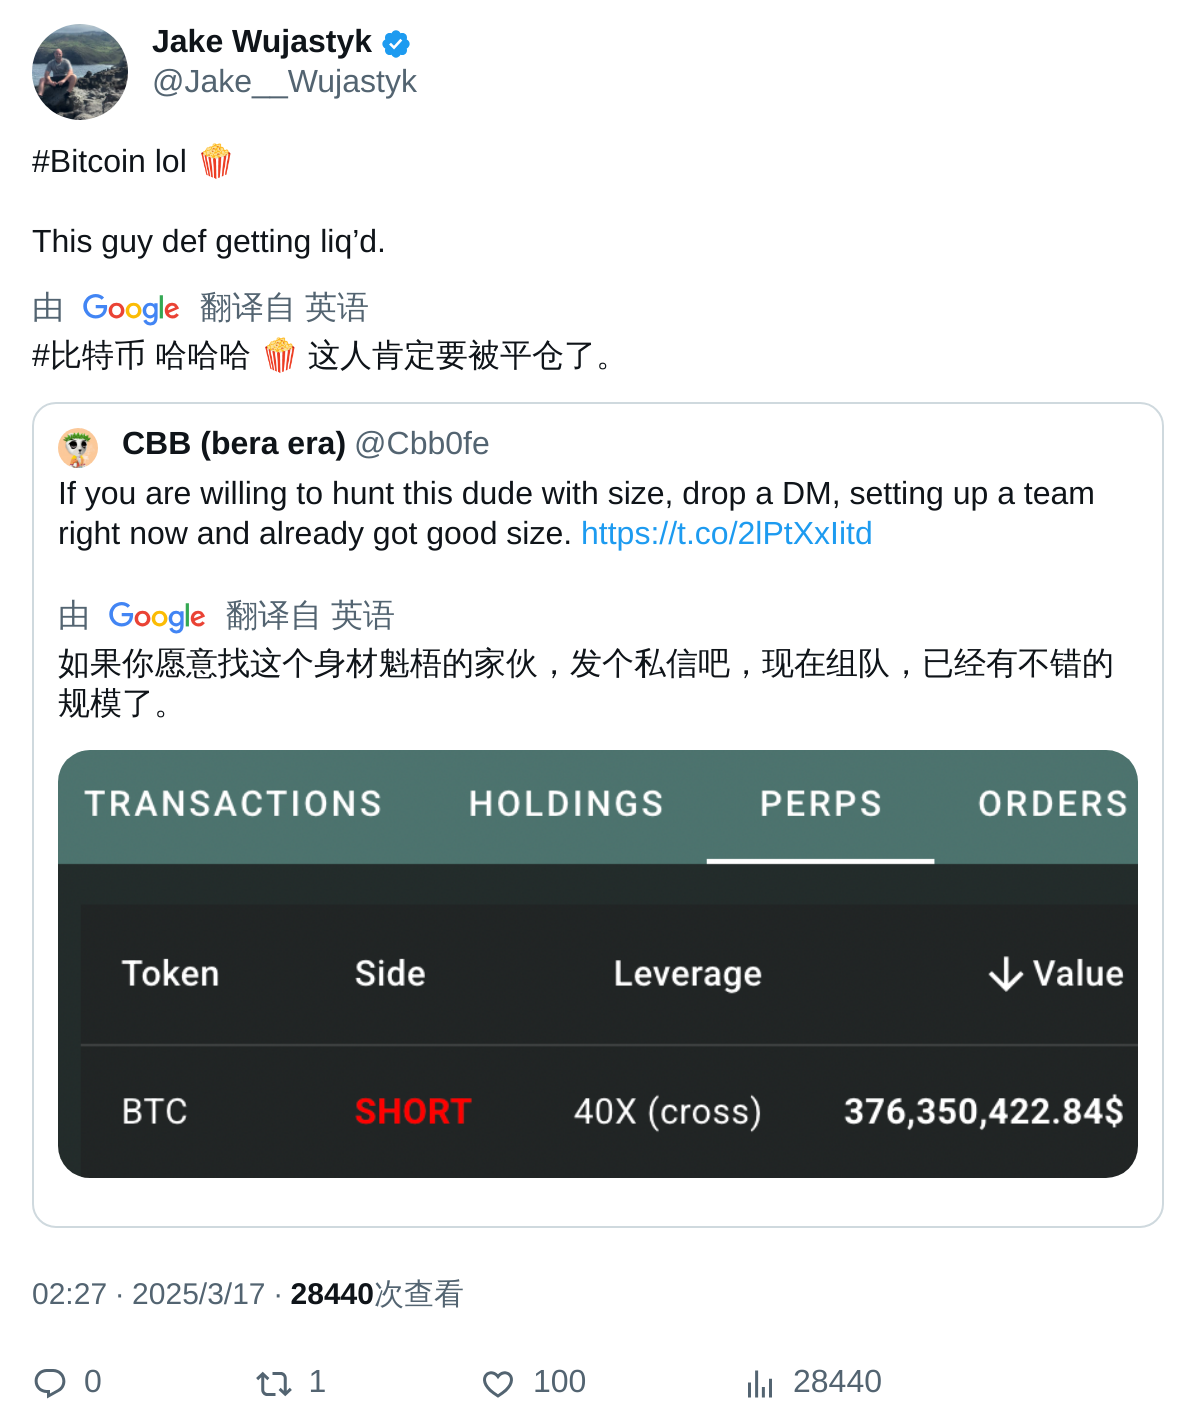 Jake Wujastyk
@Jake__Wujastyk
#Bitcoin lol 🍿
This guy def getting liq’d.
由 Google 翻译自 英语
#比特币 哈哈哈 🍿 这人肯定要被平仓了。
CBB (bera era) @Cbb0fe
If you are willing to hunt this dude with size, drop a DM, setting up a team
right now and already got good size. https://t.co/2lPtXxIitd
由 Google 翻译自 英语
如果你愿意找这个身材魁梧的家伙，发个私信吧，现在组队，已经有不错的
规模了。
TRANSACTIONS HOLDINGS PERPS ORDERS
Token Side Leverage ↓ Value
BTC SHORT 40X (cross) 376,350,422.84$
02:27 · 2025/3/17 · 28440次查看
0 1 100 28440